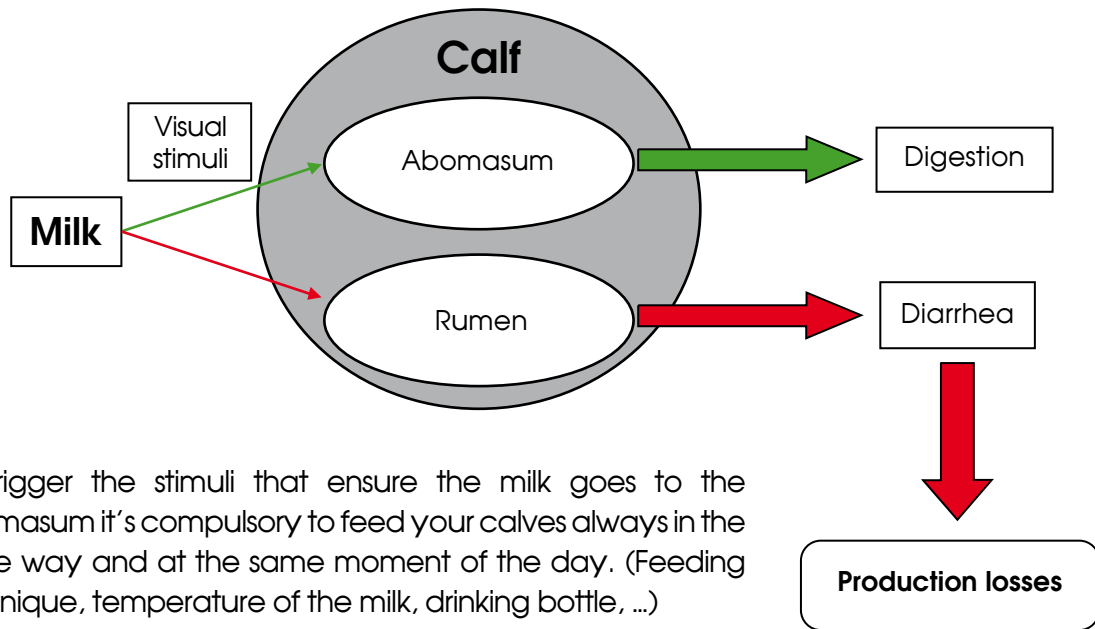 Calf
Visual
stimuli
Abomasum
Digestion
Milk
Rumen
Diarrhea
rigger the stimuli that ensure the milk goes to the
masum it's compulsory to feed your calves always in the
e way and at the same moment of the day. (Feeding
nique, temperature of the milk, drinking bottle, ...)
Production losses